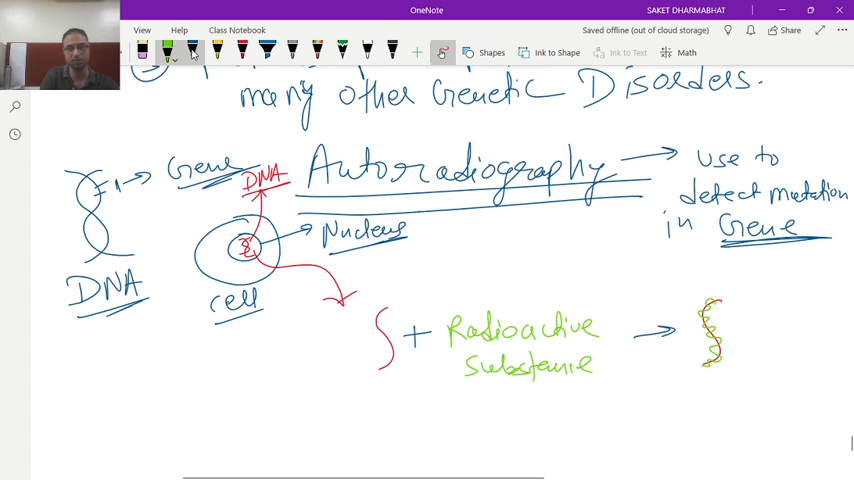 OneNote
SAKET DHARMABHAT
View Help Class Notebook
Saved offline (out of cloud storage)
Share
Shapes
Ink to Shape
Ink to Text
Math
many other Genetic Disorders.
Gene
DNA
Autoradiography
use to
detect mutation
in Gene
Nucleus
DNA
cell
+ Radioactive
substance